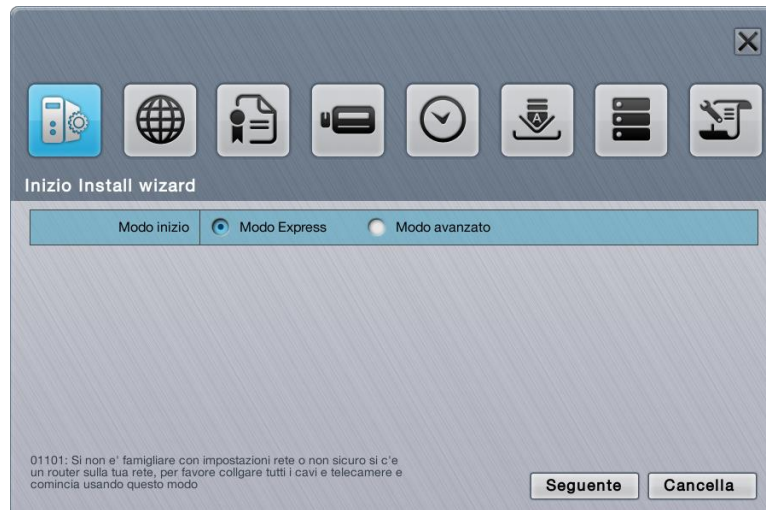 Inizio Install wizard
Modo inizio Modo Express Modo avanzato
01101: Si non e' famigliare con impostazioni rete o non sicuro si c'e
un router sulla tua rete, per favore collgare tutti i cavi e telecamere e
comincia usando questo modo
Seguente Cancella